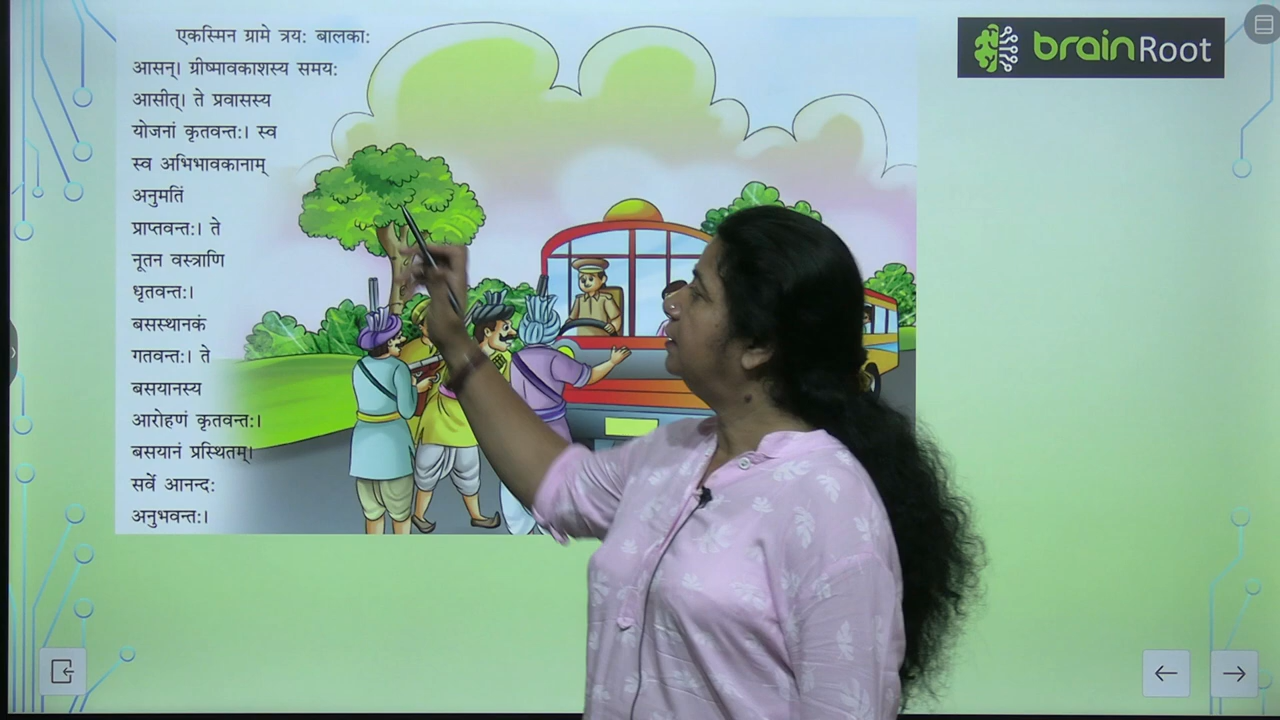 एकस्मिन ग्रामे त्रय: बालका:
आसन्। ग्रीष्मावकाशस्य समय:
आसीत्। ते प्रवासस्य
योजनां कृतवन्त:। स्व
स्व अभिभावकानाम्
अनुमतिं
प्राप्तवन्त:। ते
नूतन वस्त्राणि
धृतवन्त:।
बसस्थानकं
गतवन्त:। ते
बसयानस्य
आरोहणं कृतवन्त:।
बसयानं प्रस्थितम्।
सर्वे आनन्द:
अनुभवन्त:।
brainRoot